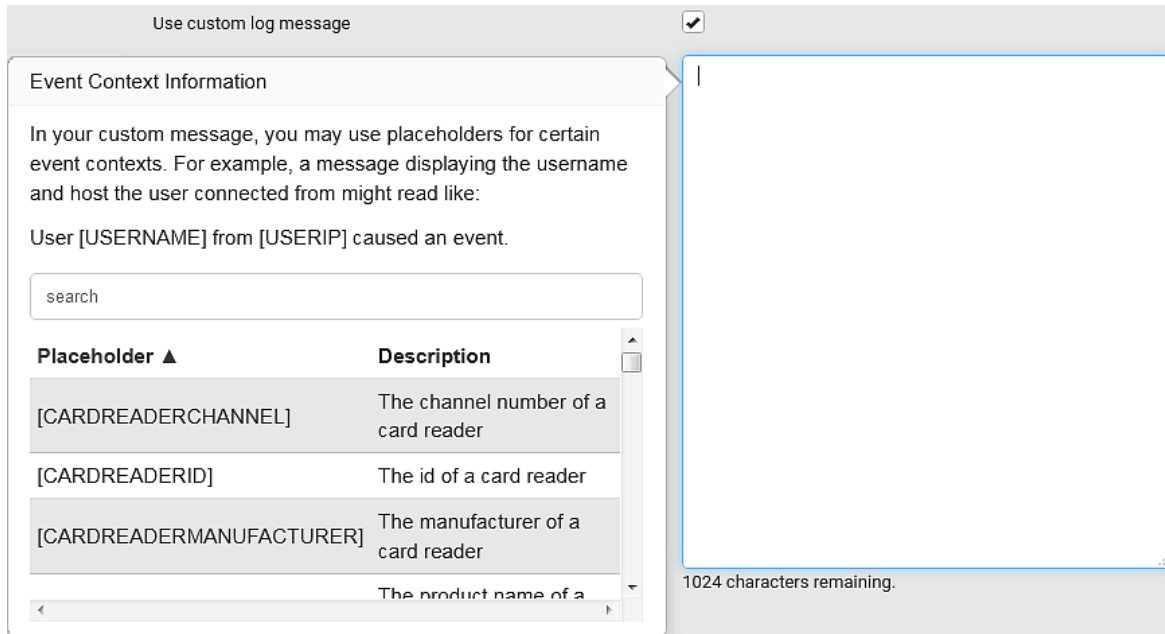 Use custom log message
Event Context Information
In your custom message, you may use placeholders for certain
event contexts. For example, a message displaying the username
and host the user connected from might read like:
User [USERNAME] from [USERIP] caused an event.
search
Placeholder ▲ Description
[CARDREADERCHANNEL] The channel number of a
card reader
[CARDREADERID] The id of a card reader
[CARDREADERMANUFACTURER] The manufacturer of a
card reader
The product name of a
1024 characters remaining.